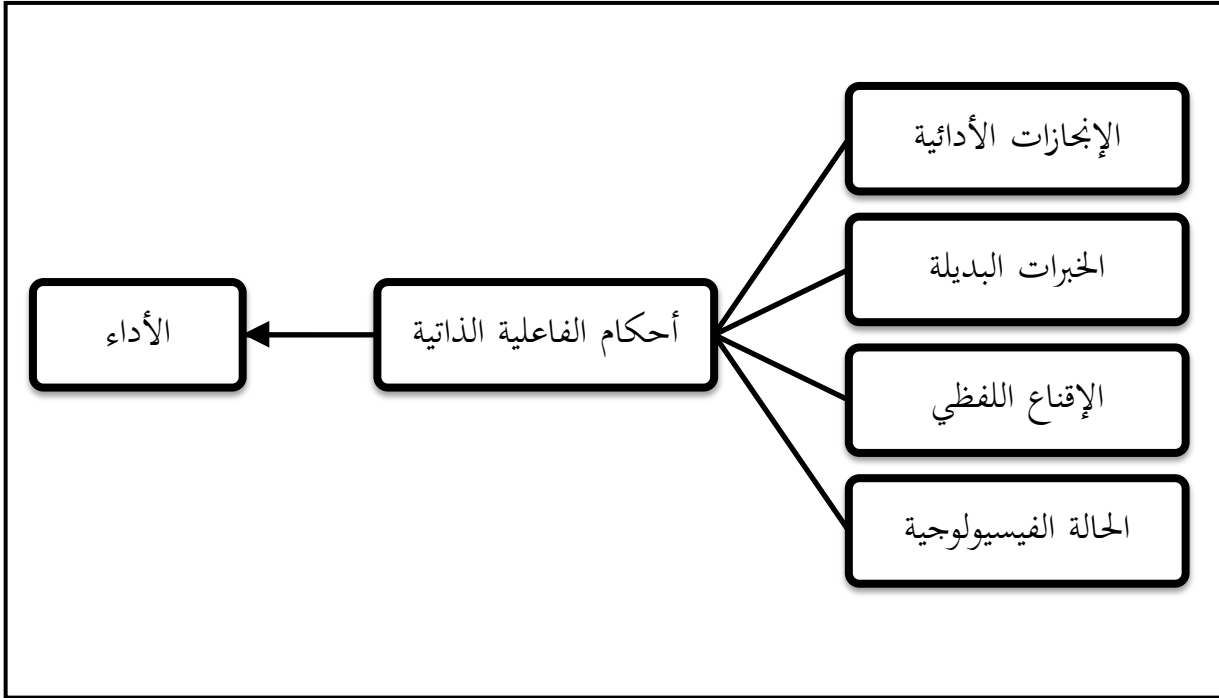 الإنجازات الأدائية
الخبرات البديلة
الإقناع اللفظي
الحالة الفيسيولوجية
أحكام الفاعلية الذاتية
الأداء